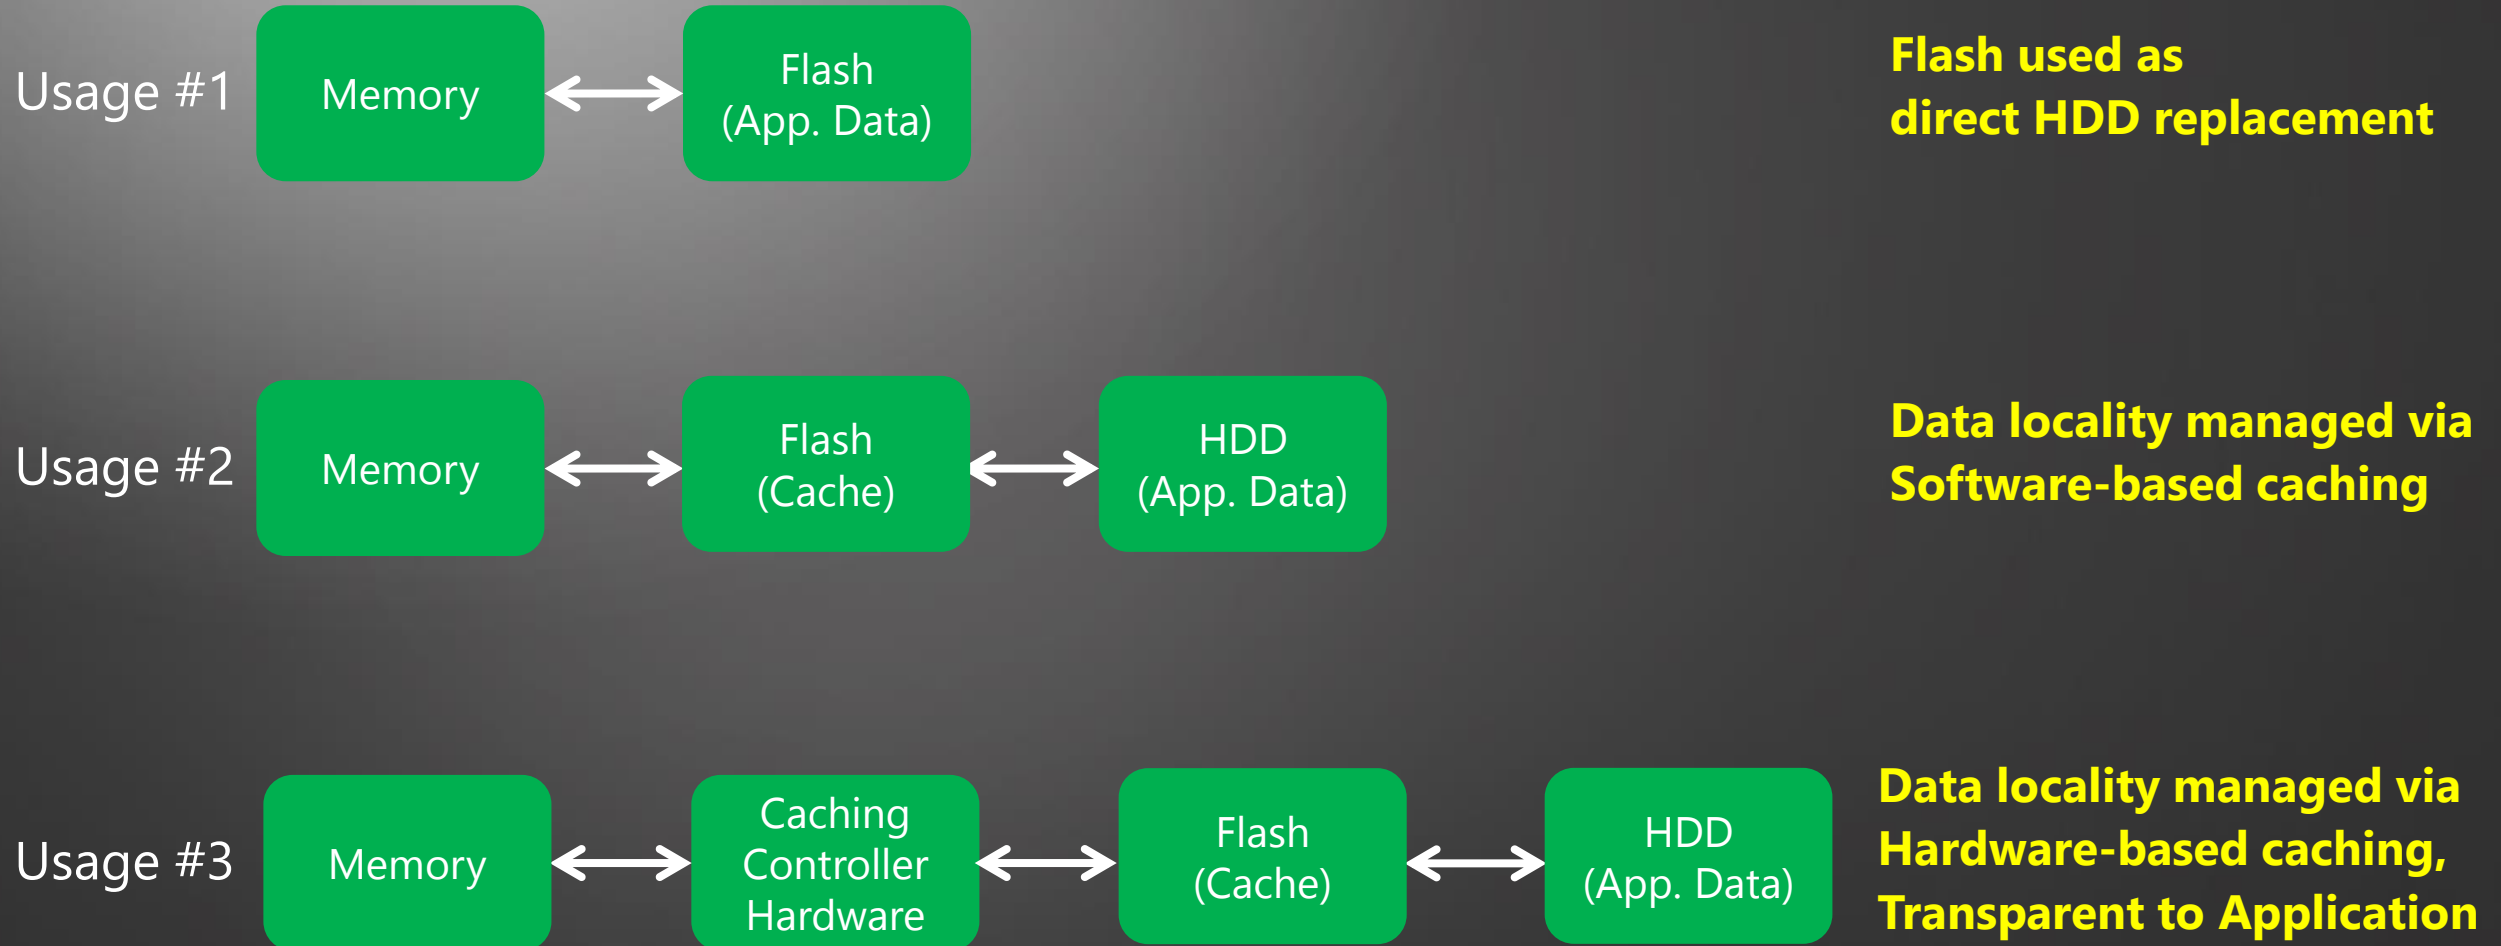 Usage #1
Memory
Flash
(App. Data)
Flash used as
direct HDD replacement
Usage #2
Memory
Flash
(Cache)
HDD
(App. Data)
Data locality managed via
Software-based caching
Usage #3
Memory
Caching
Controller
Hardware
Flash
(Cache)
HDD
(App. Data)
Data locality managed via
Hardware-based caching,
Transparent to Application